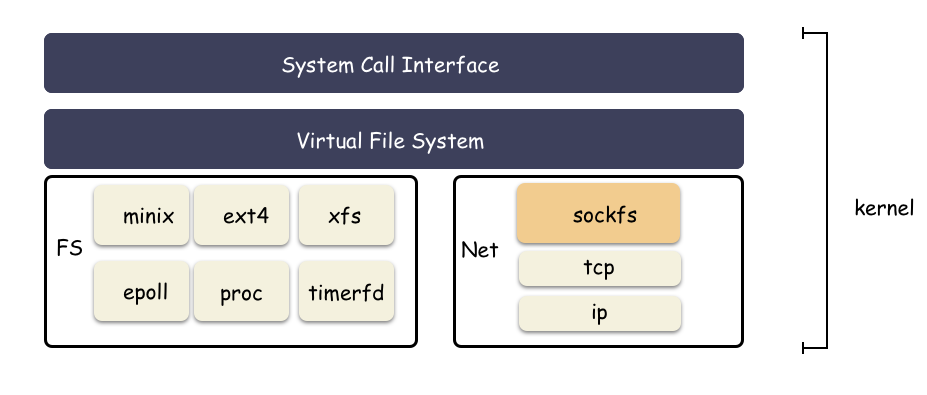 System Call Interface
Virtual File System
FS
minix
ext4
xfs
epoll
proc
timerfd
Net
sockfs
tcp
ip
kernel